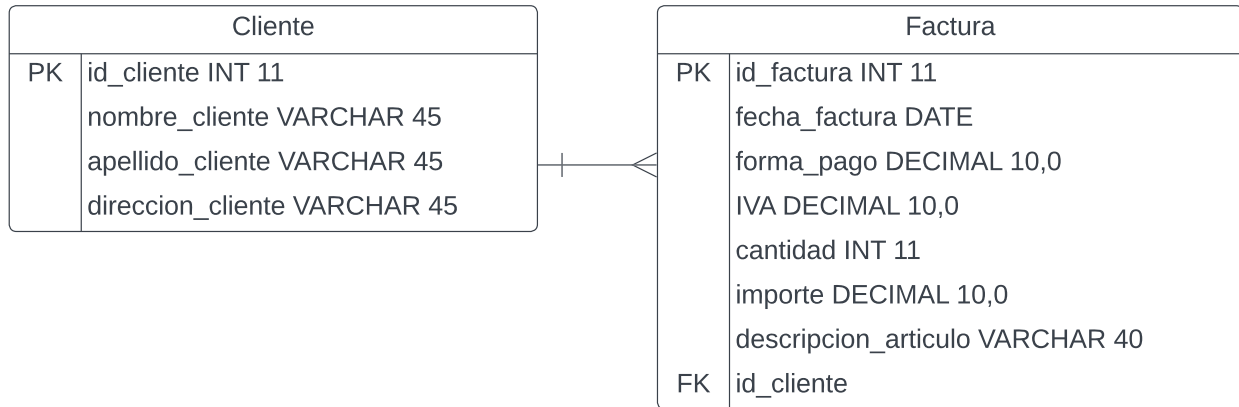 Cliente
PK id_cliente INT 11
nombre_cliente VARCHAR 45
apellido_cliente VARCHAR 45
direccion_cliente VARCHAR 45
Factura
PK id_factura INT 11
fecha_factura DATE
forma_pago DECIMAL 10,0
IVA DECIMAL 10,0
cantidad INT 11
importe DECIMAL 10,0
descripcion_articulo VARCHAR 40
FK id_cliente